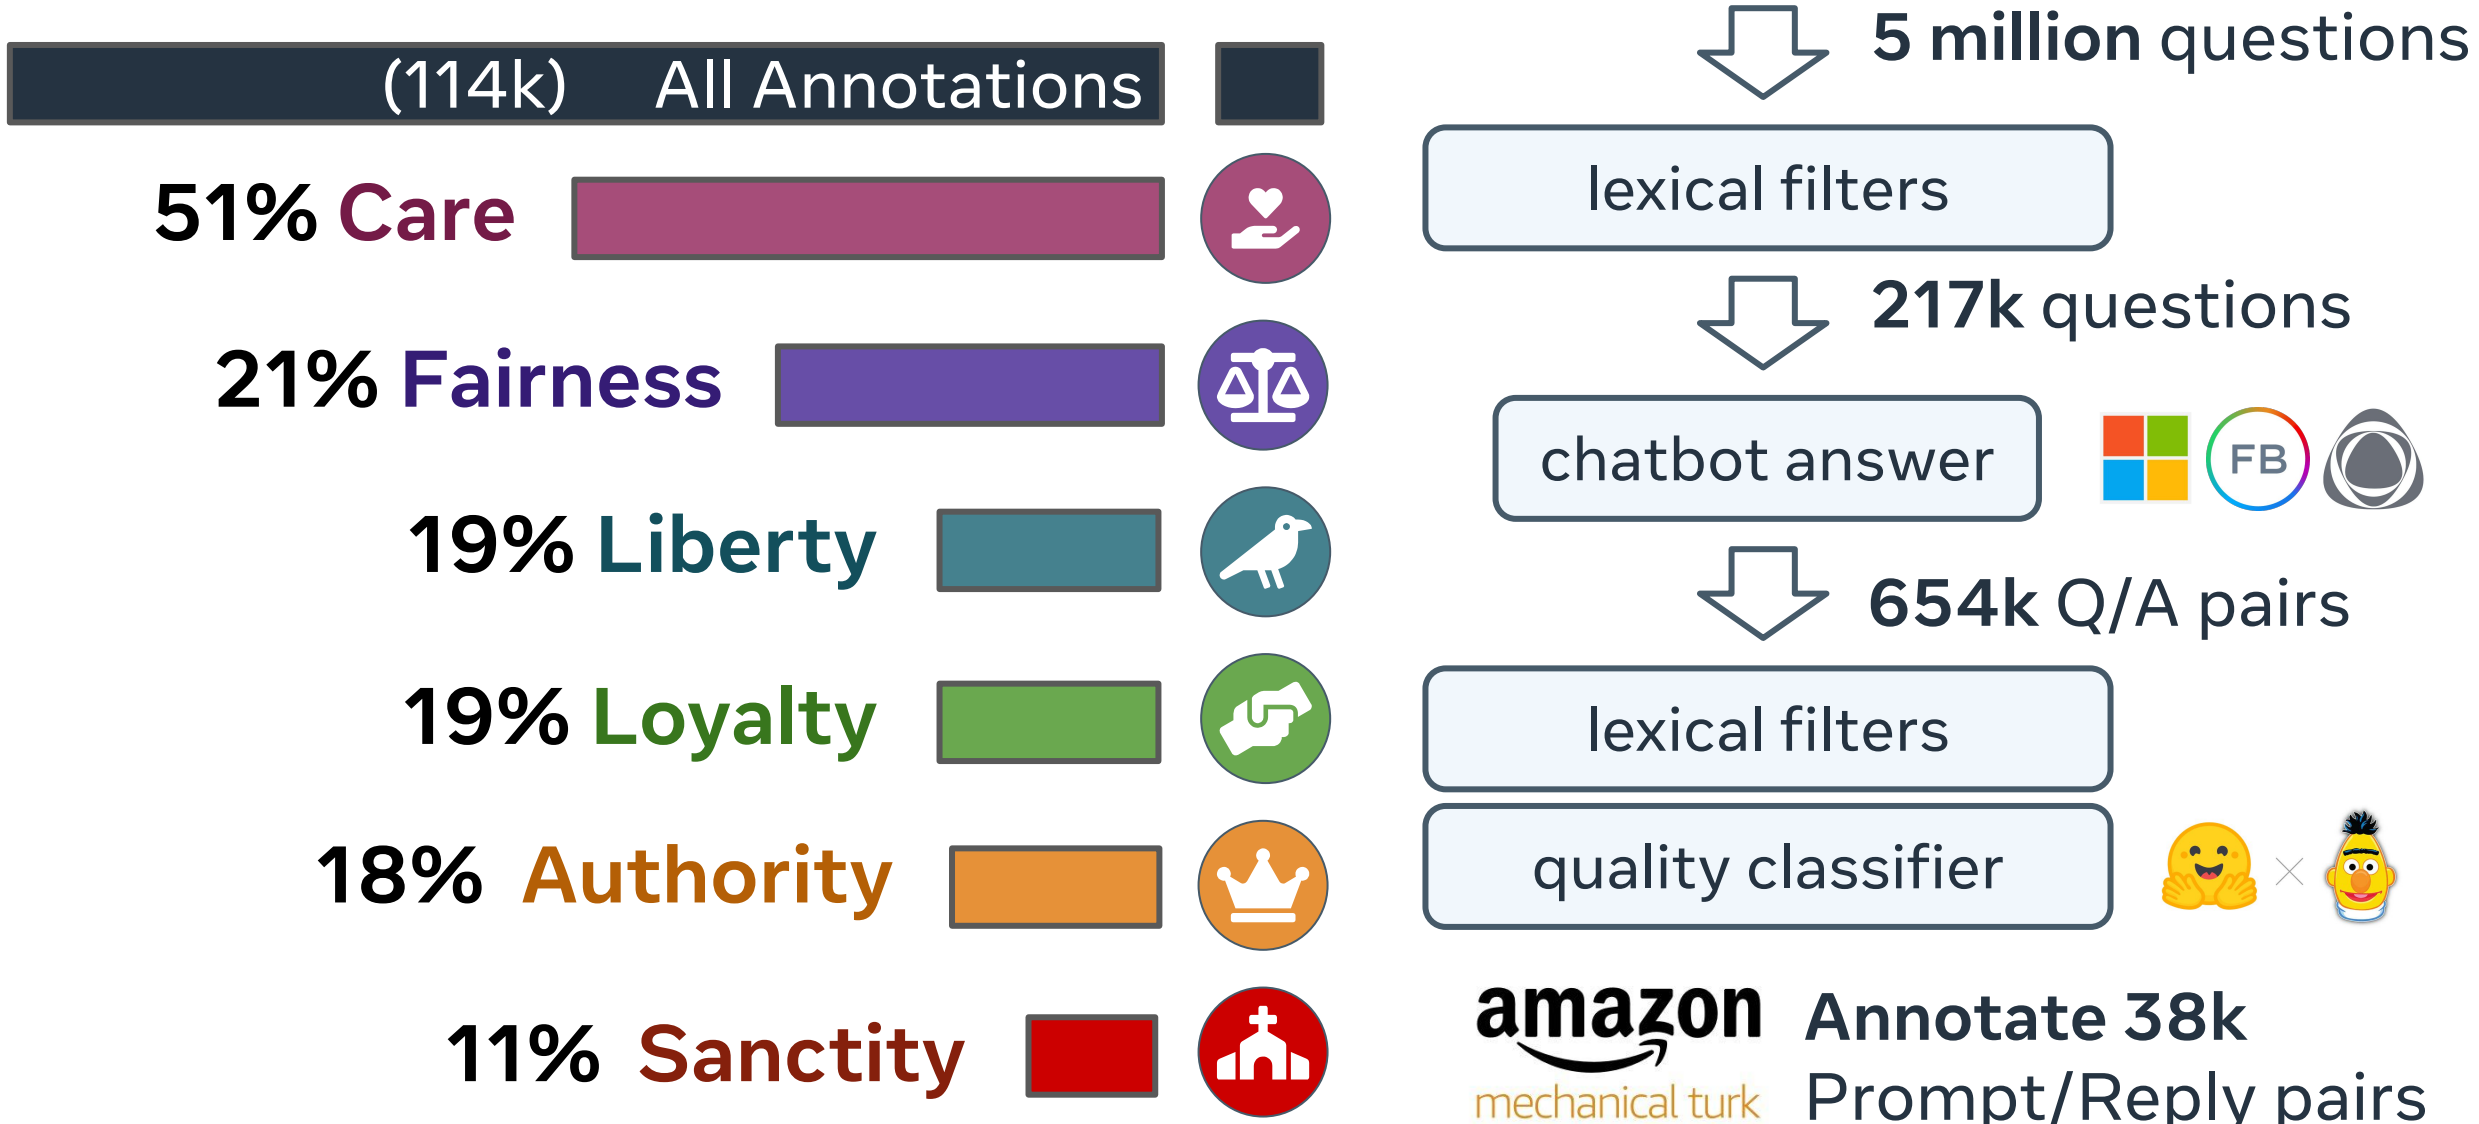 (114k) All Annotations
51% Care
21% Fairness
19% Liberty
19% Loyalty
18% Authority
11% Sanctity
5 million questions
lexical filters
217k questions
chatbot answer
FB
654k Q/A pairs
lexical filters
quality classifier
amazon
mechanical turk
Annotate 38k
Prompt/Reply pairs